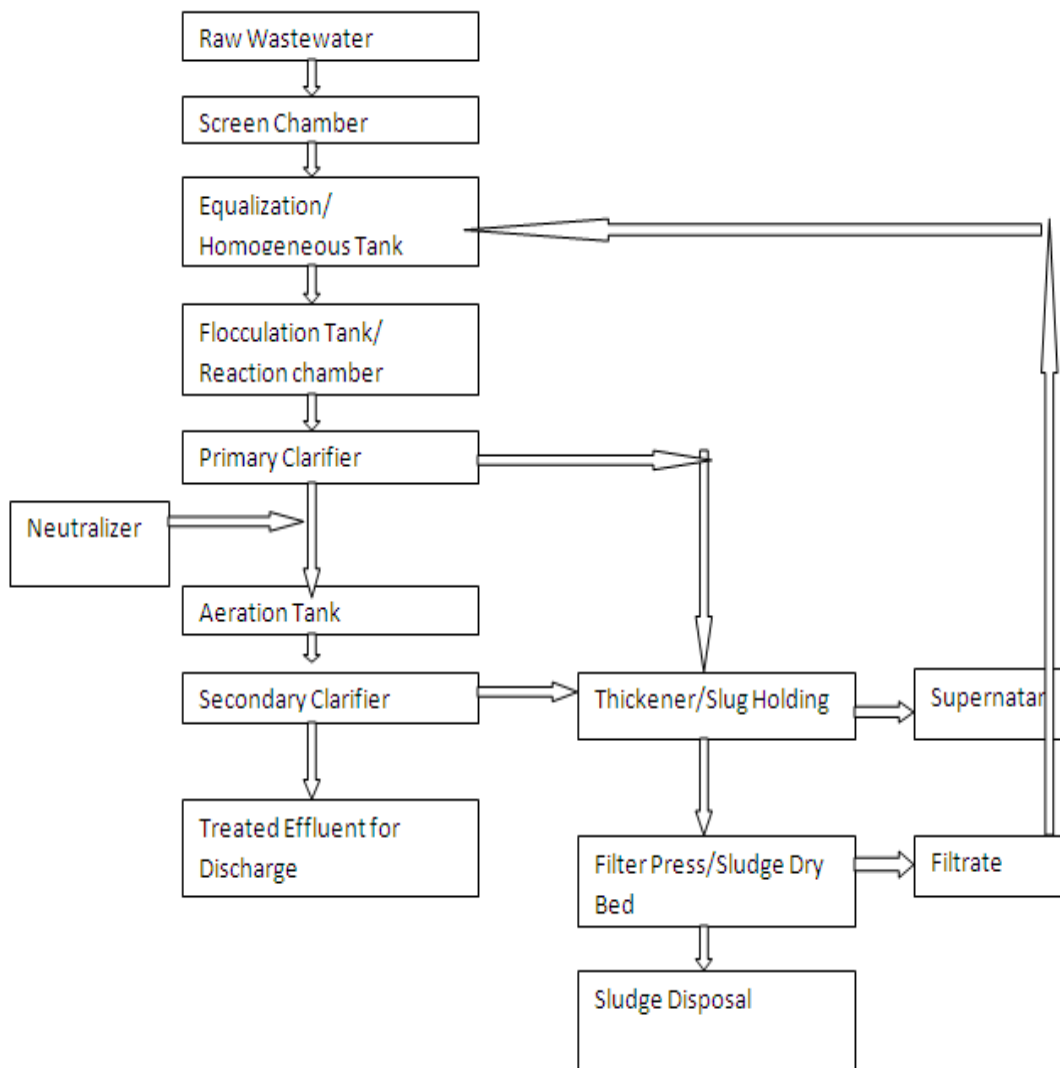 Raw Wastewater
Screen Chamber
Equalization/
Homogeneous Tank
Flocculation Tank/
Reaction chamber
Primary Clarifier
Neutralizer
Aeration Tank
Secondary Clarifier
Thickener/Slug Holding
Supernatan
Treated Effluent for
Discharge
Filter Press/Sludge Dry
Bed
Filtrate
Sludge Disposal